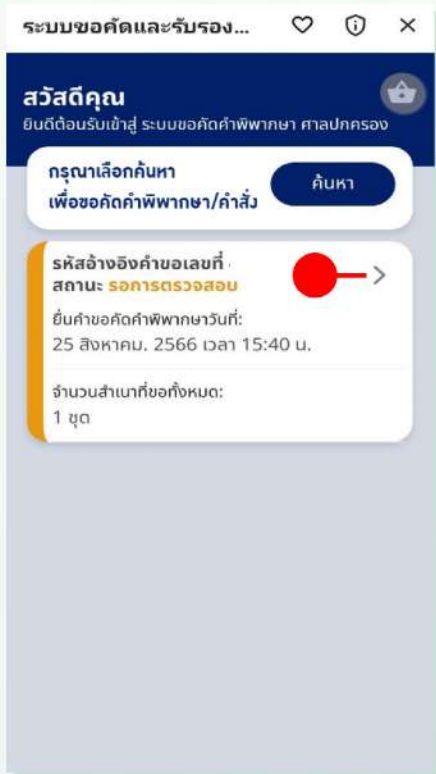 ระบบขอคัดและรับรอง...
สวัสดีคุณ
ยินดีต้อนรับเข้าสู่ ระบบขอคัดคำพิพากษา ศาลปกครอง
กรุณาเลือกค้นหา
เพื่อขอคัดคำพิพากษา/คำสั่ง
ค้นหา
รหัสอ้างอิงคำขอเลขที่
สถานะ รอการตรวจสอบ
ยื่นคำขอคัดคำพิพากษาวันที่:
25 สิงหาคม. 2566 เวลา 15:40 น.
จำนวนสำเนาที่ขอทั้งหมด:
1 ชุด